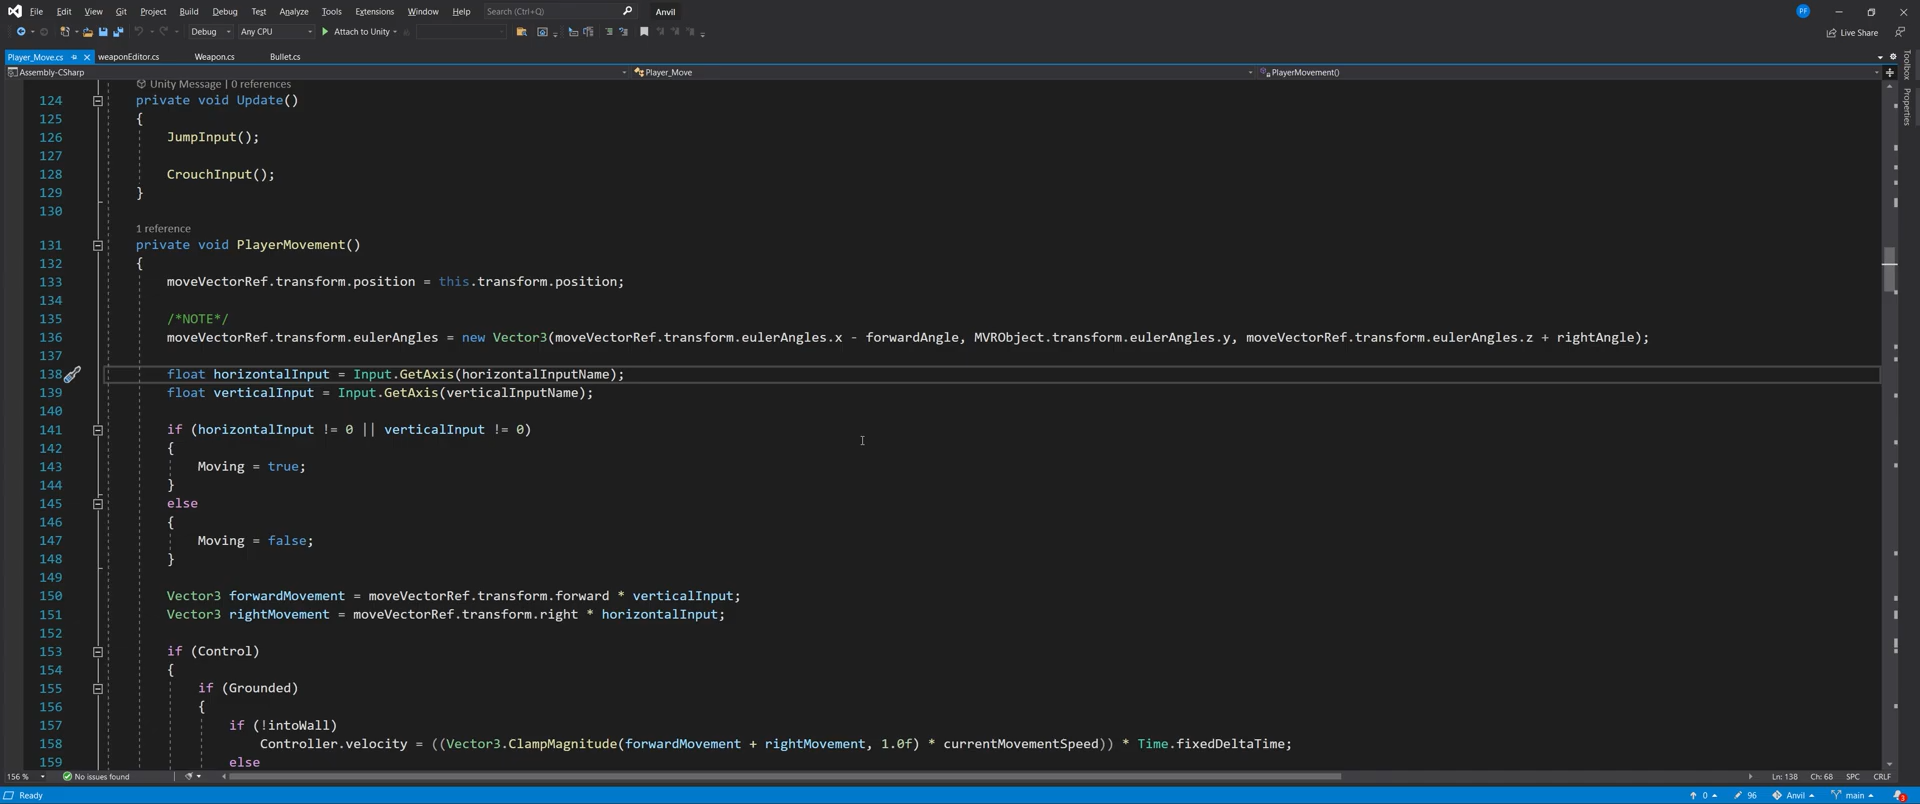 File Edit View Git Project Build Debug Test Analyze Tools Extensions Window Help Search (Ctrl+Q) Anvil PF
Debug Any CPU Attach to Unity Live Share
Player_Move.cs weaponEditor.cs Weapon.cs Bullet.cs
Assembly-CSharp Player_Move PlayerMovement()
Toolbox
Properties
Unity Message | 0 references
124 private void Update()
125 {
126 JumpInput();
127
128 CrouchInput();
129 }
130
1 reference
131 private void PlayerMovement()
132 {
133 moveVectorRef.transform.position = this.transform.position;
134
135 /*NOTE*/
136 moveVectorRef.transform.eulerAngles = new Vector3(moveVectorRef.transform.eulerAngles.x - forwardAngle, MVRObject.transform.eulerAngles.y, moveVectorRef.transform.eulerAngles.z + rightAngle);
137
138 float horizontalInput = Input.GetAxis(horizontalInputName);
139 float verticalInput = Input.GetAxis(verticalInputName);
140
141 if (horizontalInput != 0 || verticalInput != 0)
142 {
143 Moving = true;
144 }
145 else
146 {
147 Moving = false;
148 }
149
150 Vector3 forwardMovement = moveVectorRef.transform.forward * verticalInput;
151 Vector3 rightMovement = moveVectorRef.transform.right * horizontalInput;
152
153 if (Control)
154 {
155 if (Grounded)
156 {
157 if (!intoWall)
158 Controller.velocity = ((Vector3.ClampMagnitude(forwardMovement + rightMovement, 1.0f) * currentMovementSpeed)) * Time.fixedDeltaTime;
159 else
156 % No issues found Ln: 138 Ch: 68 SPC CRLF
Ready 0 96 Anvil main